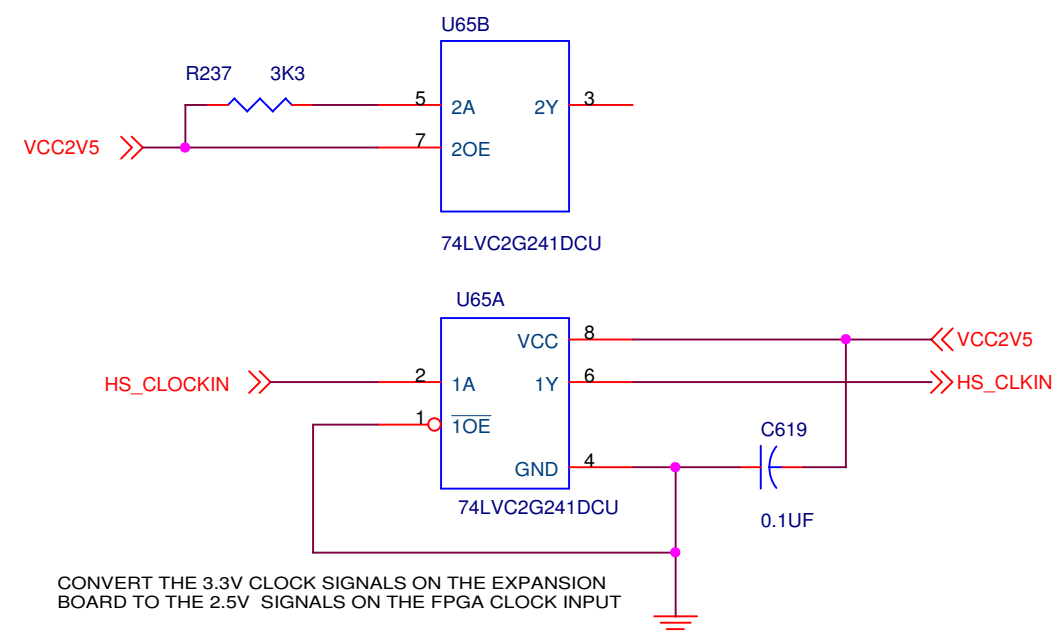 U65B
R237 3K3
5 2A 2Y 3
VCC2V5 7 2OE
74LVC2G241DCU
U65A
VCC 8 VCC2V5
HS_CLOCKIN 2 1A 1Y 6 HS_CLKIN
1 1OE
C619
GND 4
74LVC2G241DCU
0.1UF
CONVERT THE 3.3V CLOCK SIGNALS ON THE EXPANSION
BOARD TO THE 2.5V SIGNALS ON THE FPGA CLOCK INPUT